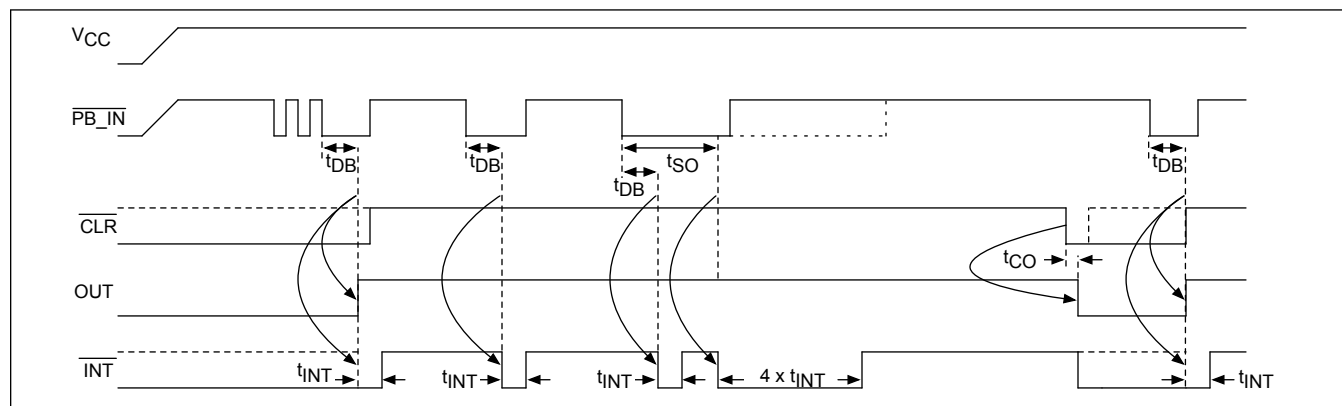 VCC
PB_IN
tDB
tDB
tSO
tDB
tDB
CLR
tCO
OUT
INT
tINT
tINT
tINT
4 x tINT
tINT